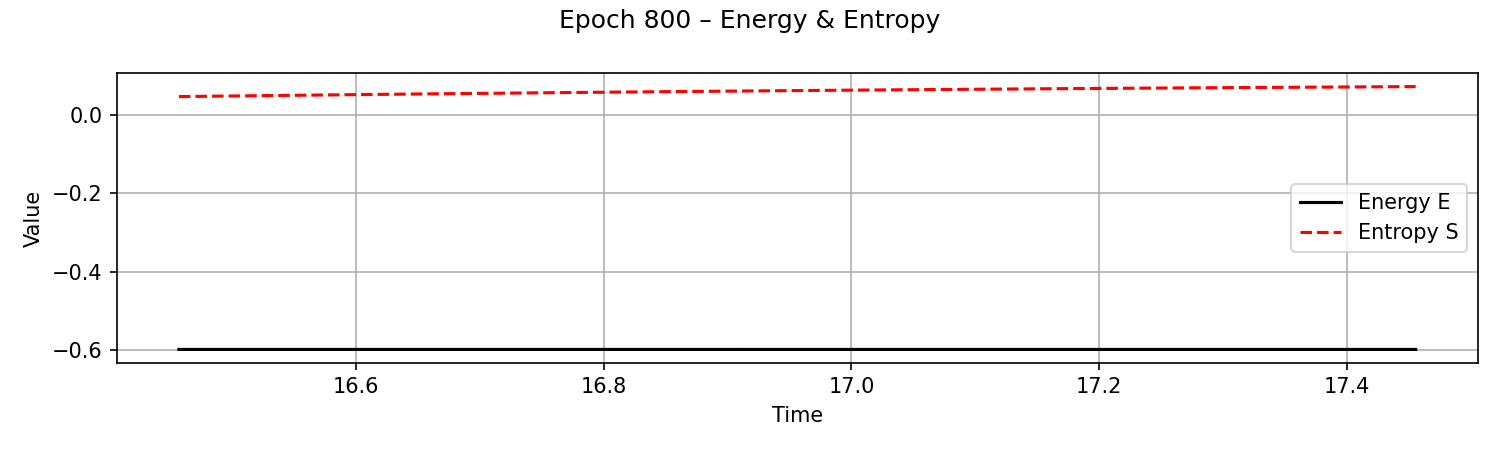 Epoch 800 – Energy & Entropy
0.0
−0.2
−0.4
−0.6
Value
Energy E
Entropy S
16.6
16.8
17.0
17.2
17.4
Time